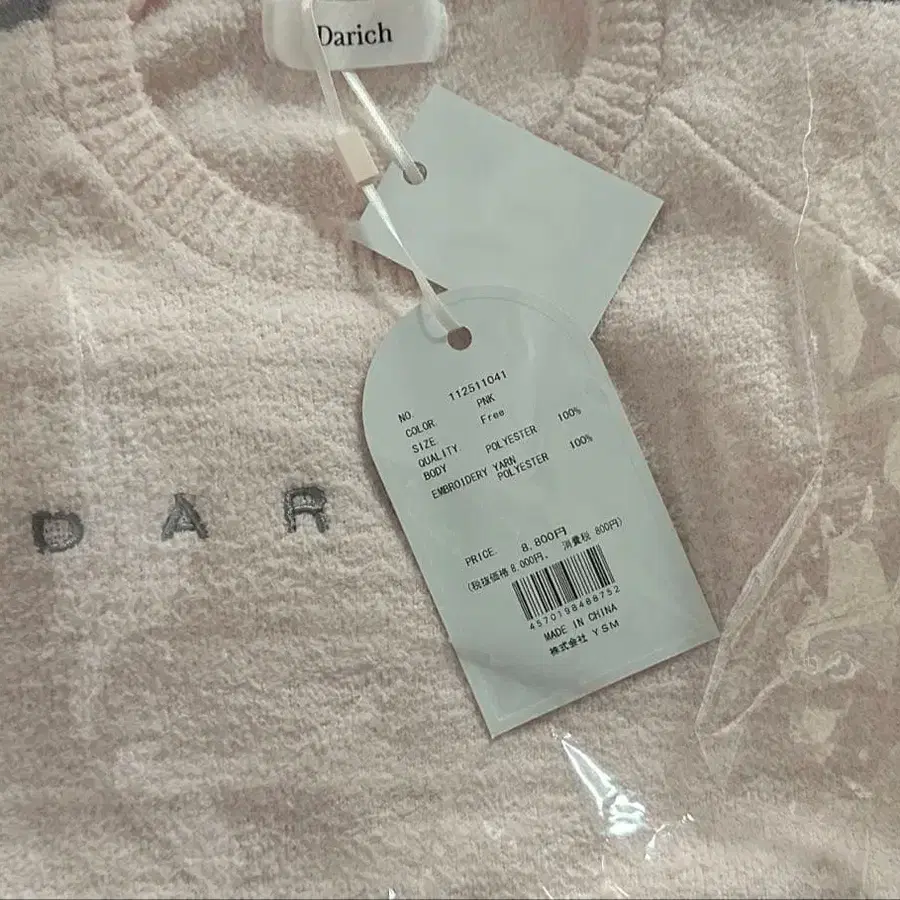 Darich
D A R
NO. 112511041
COLOR. PNK
SIZE. Free
QUALITY.
BODY POLYESTER 100%
EMBROIDERY YARN
POLYESTER 100%
PRICE. 8,800円
(税抜価格 8,000円、 消費税 800円)
4570198488752
MADE IN CHINA
株式会社 YSM